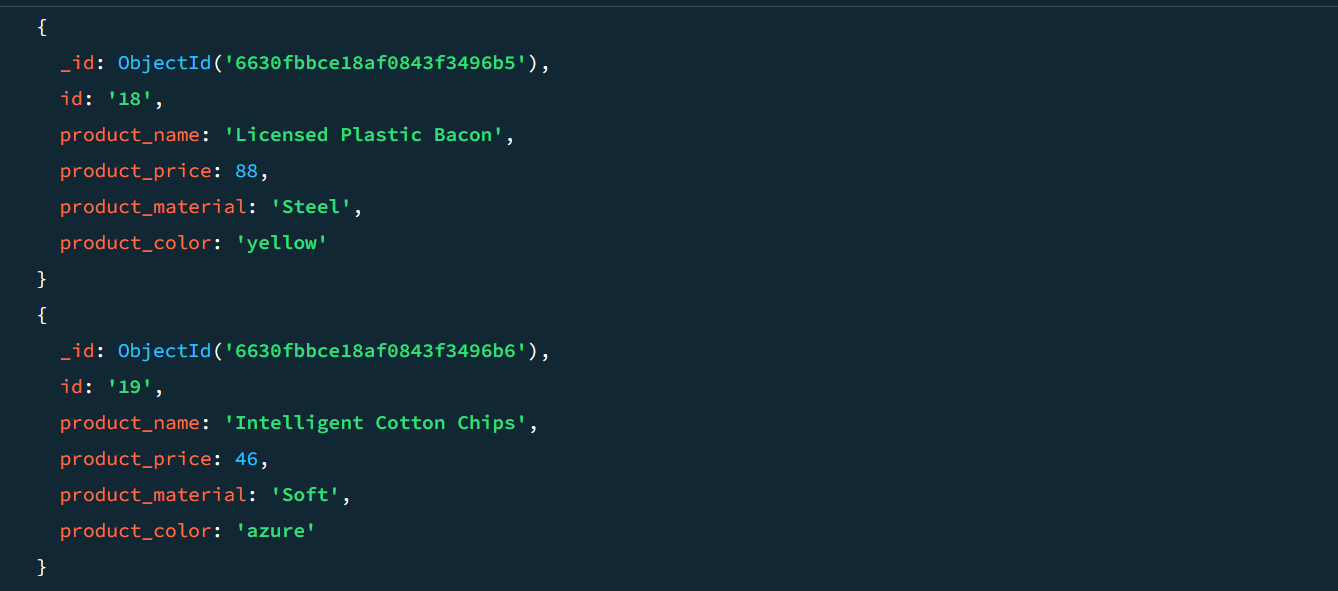 {
_id: ObjectId('6630fbbce18af0843f3496b5'),
id: '18',
product_name: 'Licensed Plastic Bacon',
product_price: 88,
product_material: 'Steel',
product_color: 'yellow'
}
{
_id: ObjectId('6630fbbce18af0843f3496b6'),
id: '19',
product_name: 'Intelligent Cotton Chips',
product_price: 46,
product_material: 'Soft',
product_color: 'azure'
}